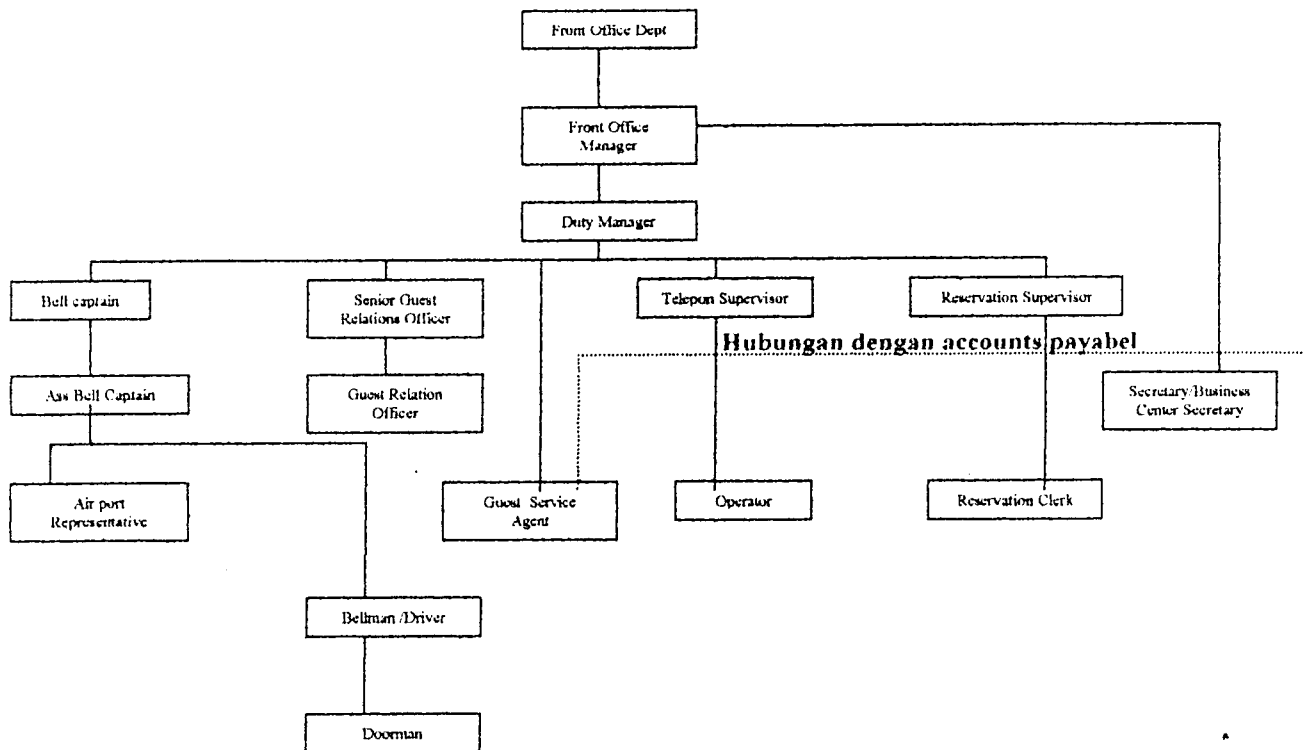 Front Office Dept
Front Office
Manager
Duty Manager
Bell captain
Senior Guest
Relations Officer
Telepon Supervisor
Reservation Supervisor
Hubungan dengan accounts payabel
Ass Bell Captain
Guest Relation
Officer
Secretary/Business
Center Secretary
Air port
Representative
Guest Service
Agent
Operator
Reservation Clerk
Bellman /Driver
Doorman